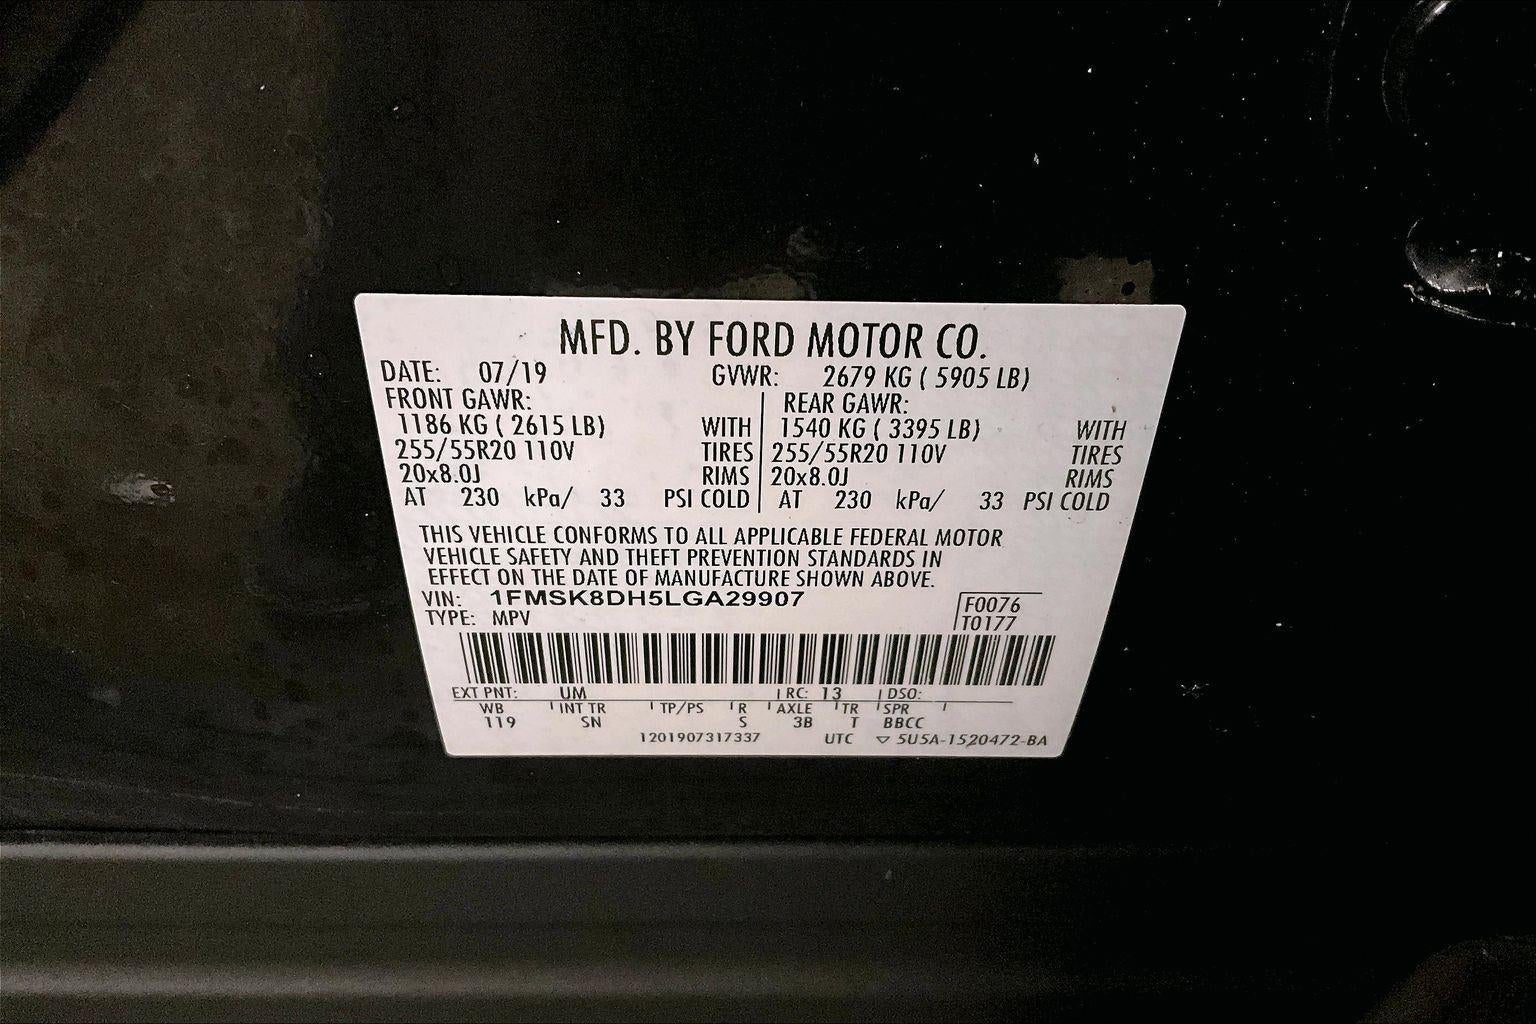 MFD. BY FORD MOTOR CO.
DATE: 07/19 GVWR: 2679 KG ( 5905 LB)
FRONT GAWR: REAR GAWR:
1186 KG ( 2615 LB) WITH 1540 KG ( 3395 LB) WITH
255/55R20 110V TIRES 255/55R20 110V TIRES
20x8.0J RIMS 20x8.0J RIMS
AT 230 kPa/ 33 PSI COLD AT 230 kPa/ 33 PSI COLD
THIS VEHICLE CONFORMS TO ALL APPLICABLE FEDERAL MOTOR
VEHICLE SAFETY AND THEFT PREVENTION STANDARDS IN
EFFECT ON THE DATE OF MANUFACTURE SHOWN ABOVE.
VIN: 1FMSK8DH5LGA29907 F0076
TYPE: MPV T0177
EXT PNT: UM RC: 13 DSO:
WB INT TR TP/PS R AXLE TR SPR
119 SN S 3B T BBCC
1201907317337 UTC ▽ 5U5A-1520472-BA